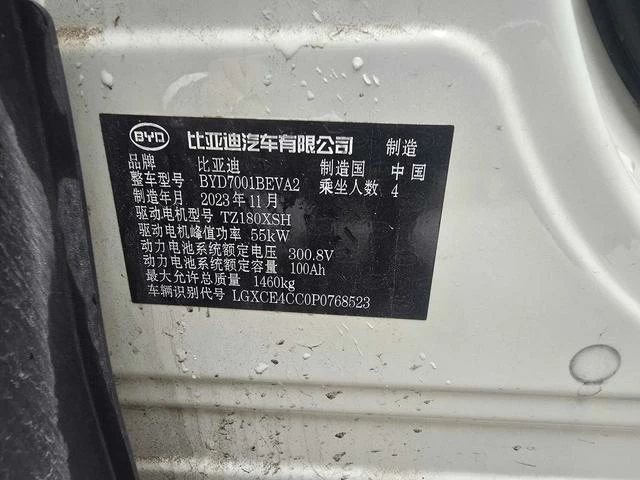 BYD 比亚迪汽车有限公司 制造
品牌 比亚迪 制造国 中国
整车型号 BYD7001BEVA2 乘坐人数 4
制造年月 2023年11月
驱动电机型号 TZ180XSH
驱动电机峰值功率 55kW
动力电池系统额定电压 300.8V
动力电池系统额定容量 100Ah
最大允许总质量 1460kg
车辆识别代号 LGXCE4CC0P0768523